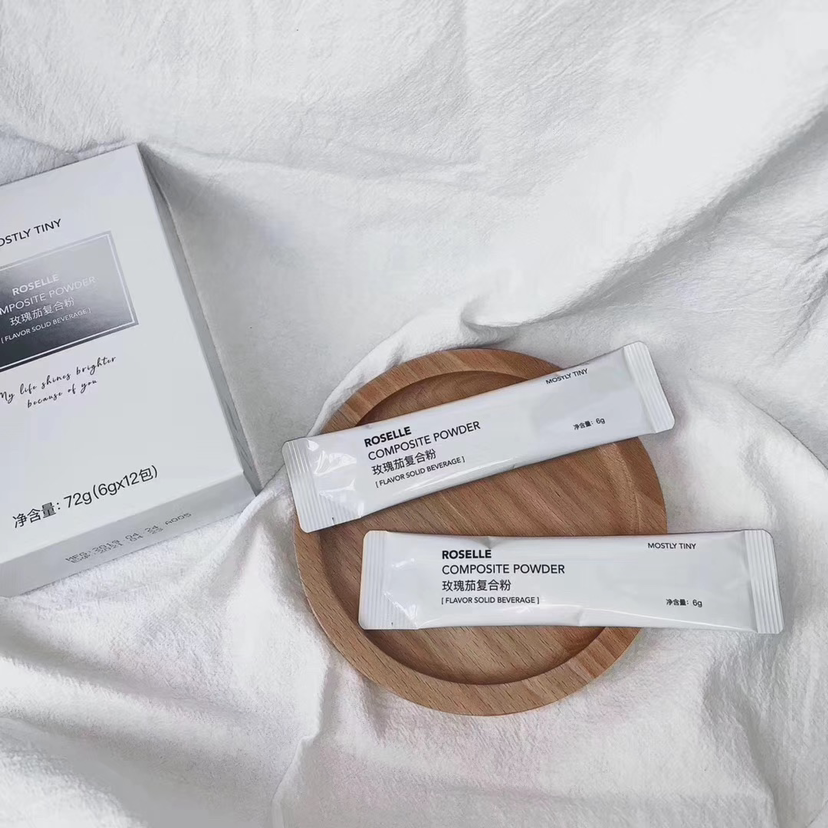 OSTLY TINY
ROSELLE
OMPOSITE POWDER
玫瑰茄复合粉
[ FLAVOR SOLID BEVERAGE ]
My life shines brighter
because of you
净含量: 72g(6gx12包)
MOSTLY TINY
ROSELLE
COMPOSITE POWDER
玫瑰茄复合粉
[ FLAVOR SOLID BEVERAGE ]
净含量: 6g
ROSELLE
COMPOSITE POWDER
玫瑰茄复合粉
[ FLAVOR SOLID BEVERAGE ]
MOSTLY TINY
净含量: 6g